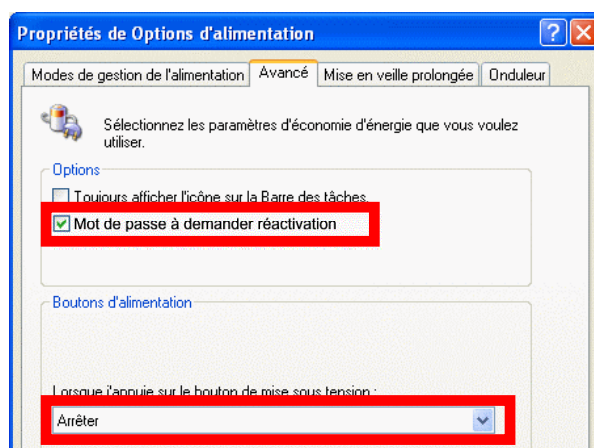 Propriétés de Options d'alimentation
Modes de gestion de l'alimentation Avancé Mise en veille prolongée Onduleur
Sélectionnez les paramètres d'économie d'énergie que vous voulez
utiliser.
Options
Toujours afficher l'icône sur la Barre des tâches
Mot de passe à demander réactivation
Boutons d'alimentation
Lorsque j'appuie sur le bouton de mise sous tension :
Arrêter